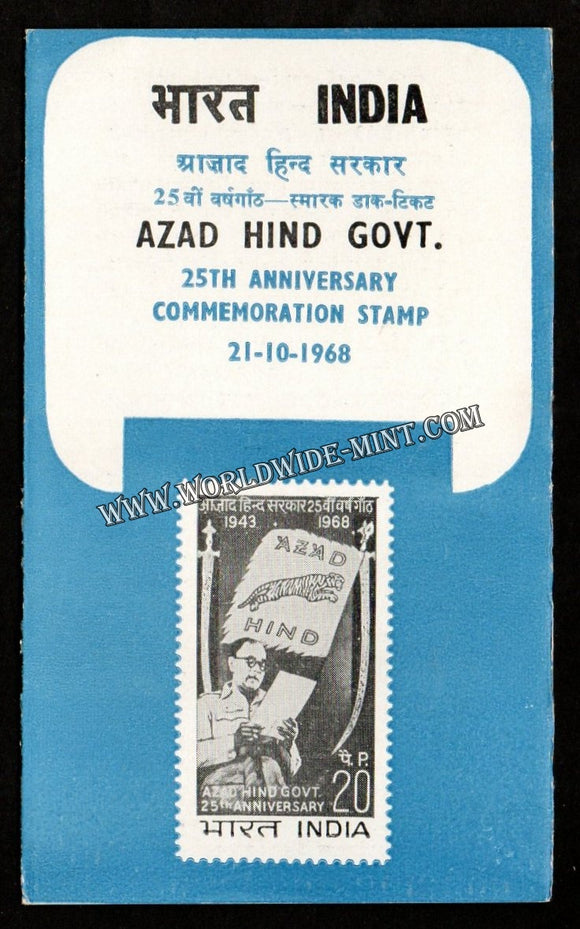 भारत INDIA
आज़ाद हिन्द सरकार
25वीं वर्षगाँठ—स्मारक डाक-टिकट
AZAD HIND GOVT.
25TH ANNIVERSARY
COMMEMORATION STAMP
21-10-1968
WWW.WORLDWIDE-MINT.COM
आज़ाद हिन्द सरकार 25वीं वर्षगाँठ
1943 1968
AZAD
HIND
पै. P.
20
AZAD HIND GOVT.
25TH ANNIVERSARY
भारत INDIA